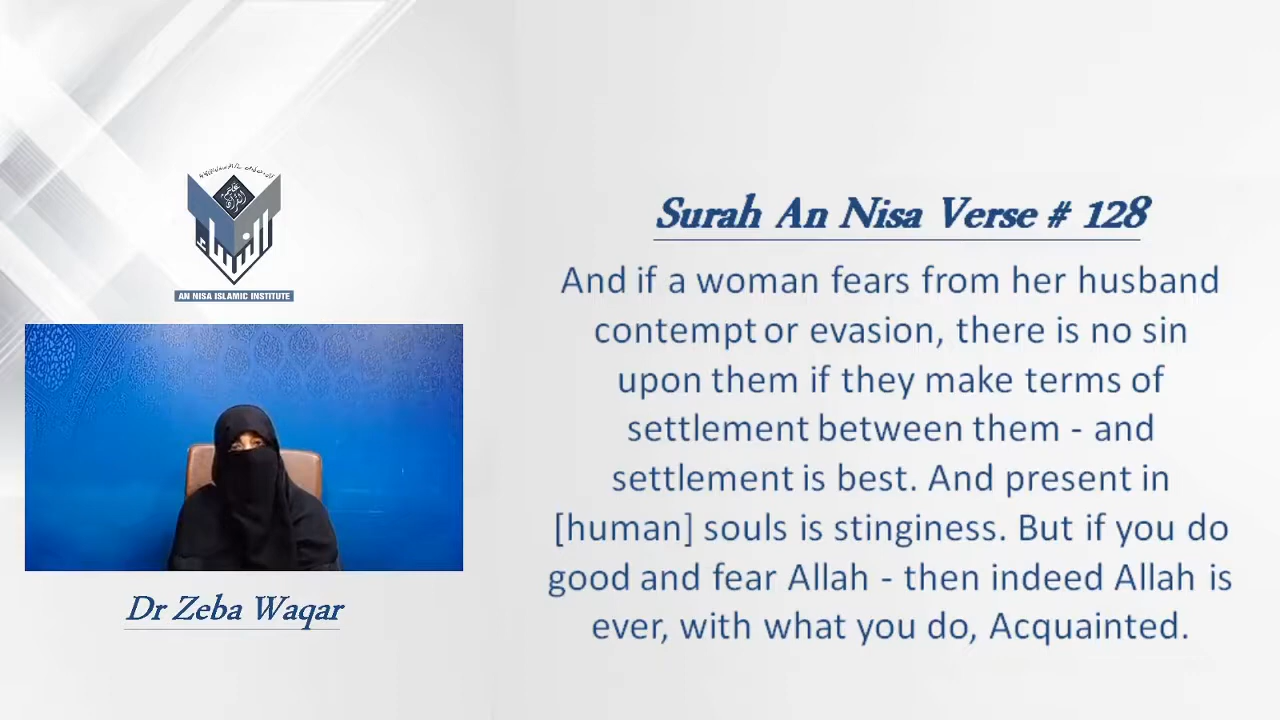 النساء
AN NISA ISLAMIC INSTITUTE
Dr Zeba Waqar
Surah An Nisa Verse # 128
And if a woman fears from her husband
contempt or evasion, there is no sin
upon them if they make terms of
settlement between them - and
settlement is best. And present in
[human] souls is stinginess. But if you do
good and fear Allah - then indeed Allah is
ever, with what you do, Acquainted.